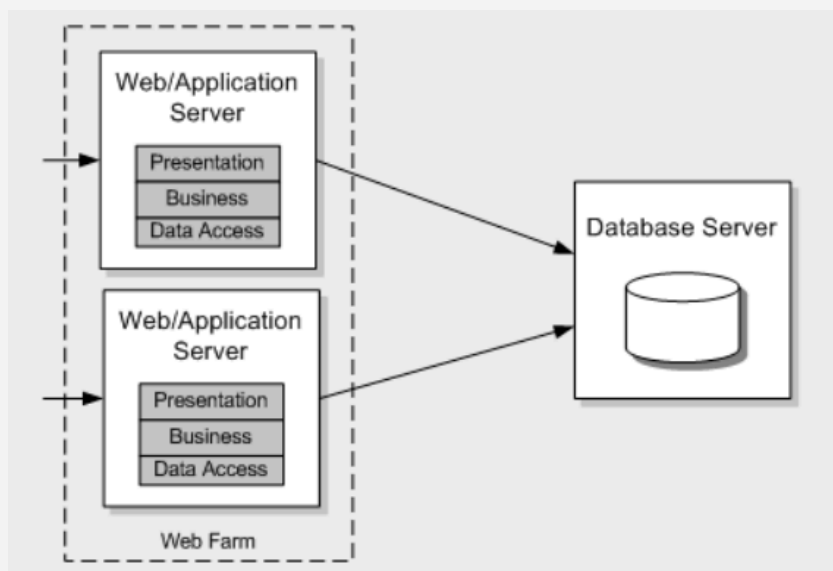 Web/Application
Server
Presentation
Business
Data Access
Web/Application
Server
Presentation
Business
Data Access
Web Farm
Database Server